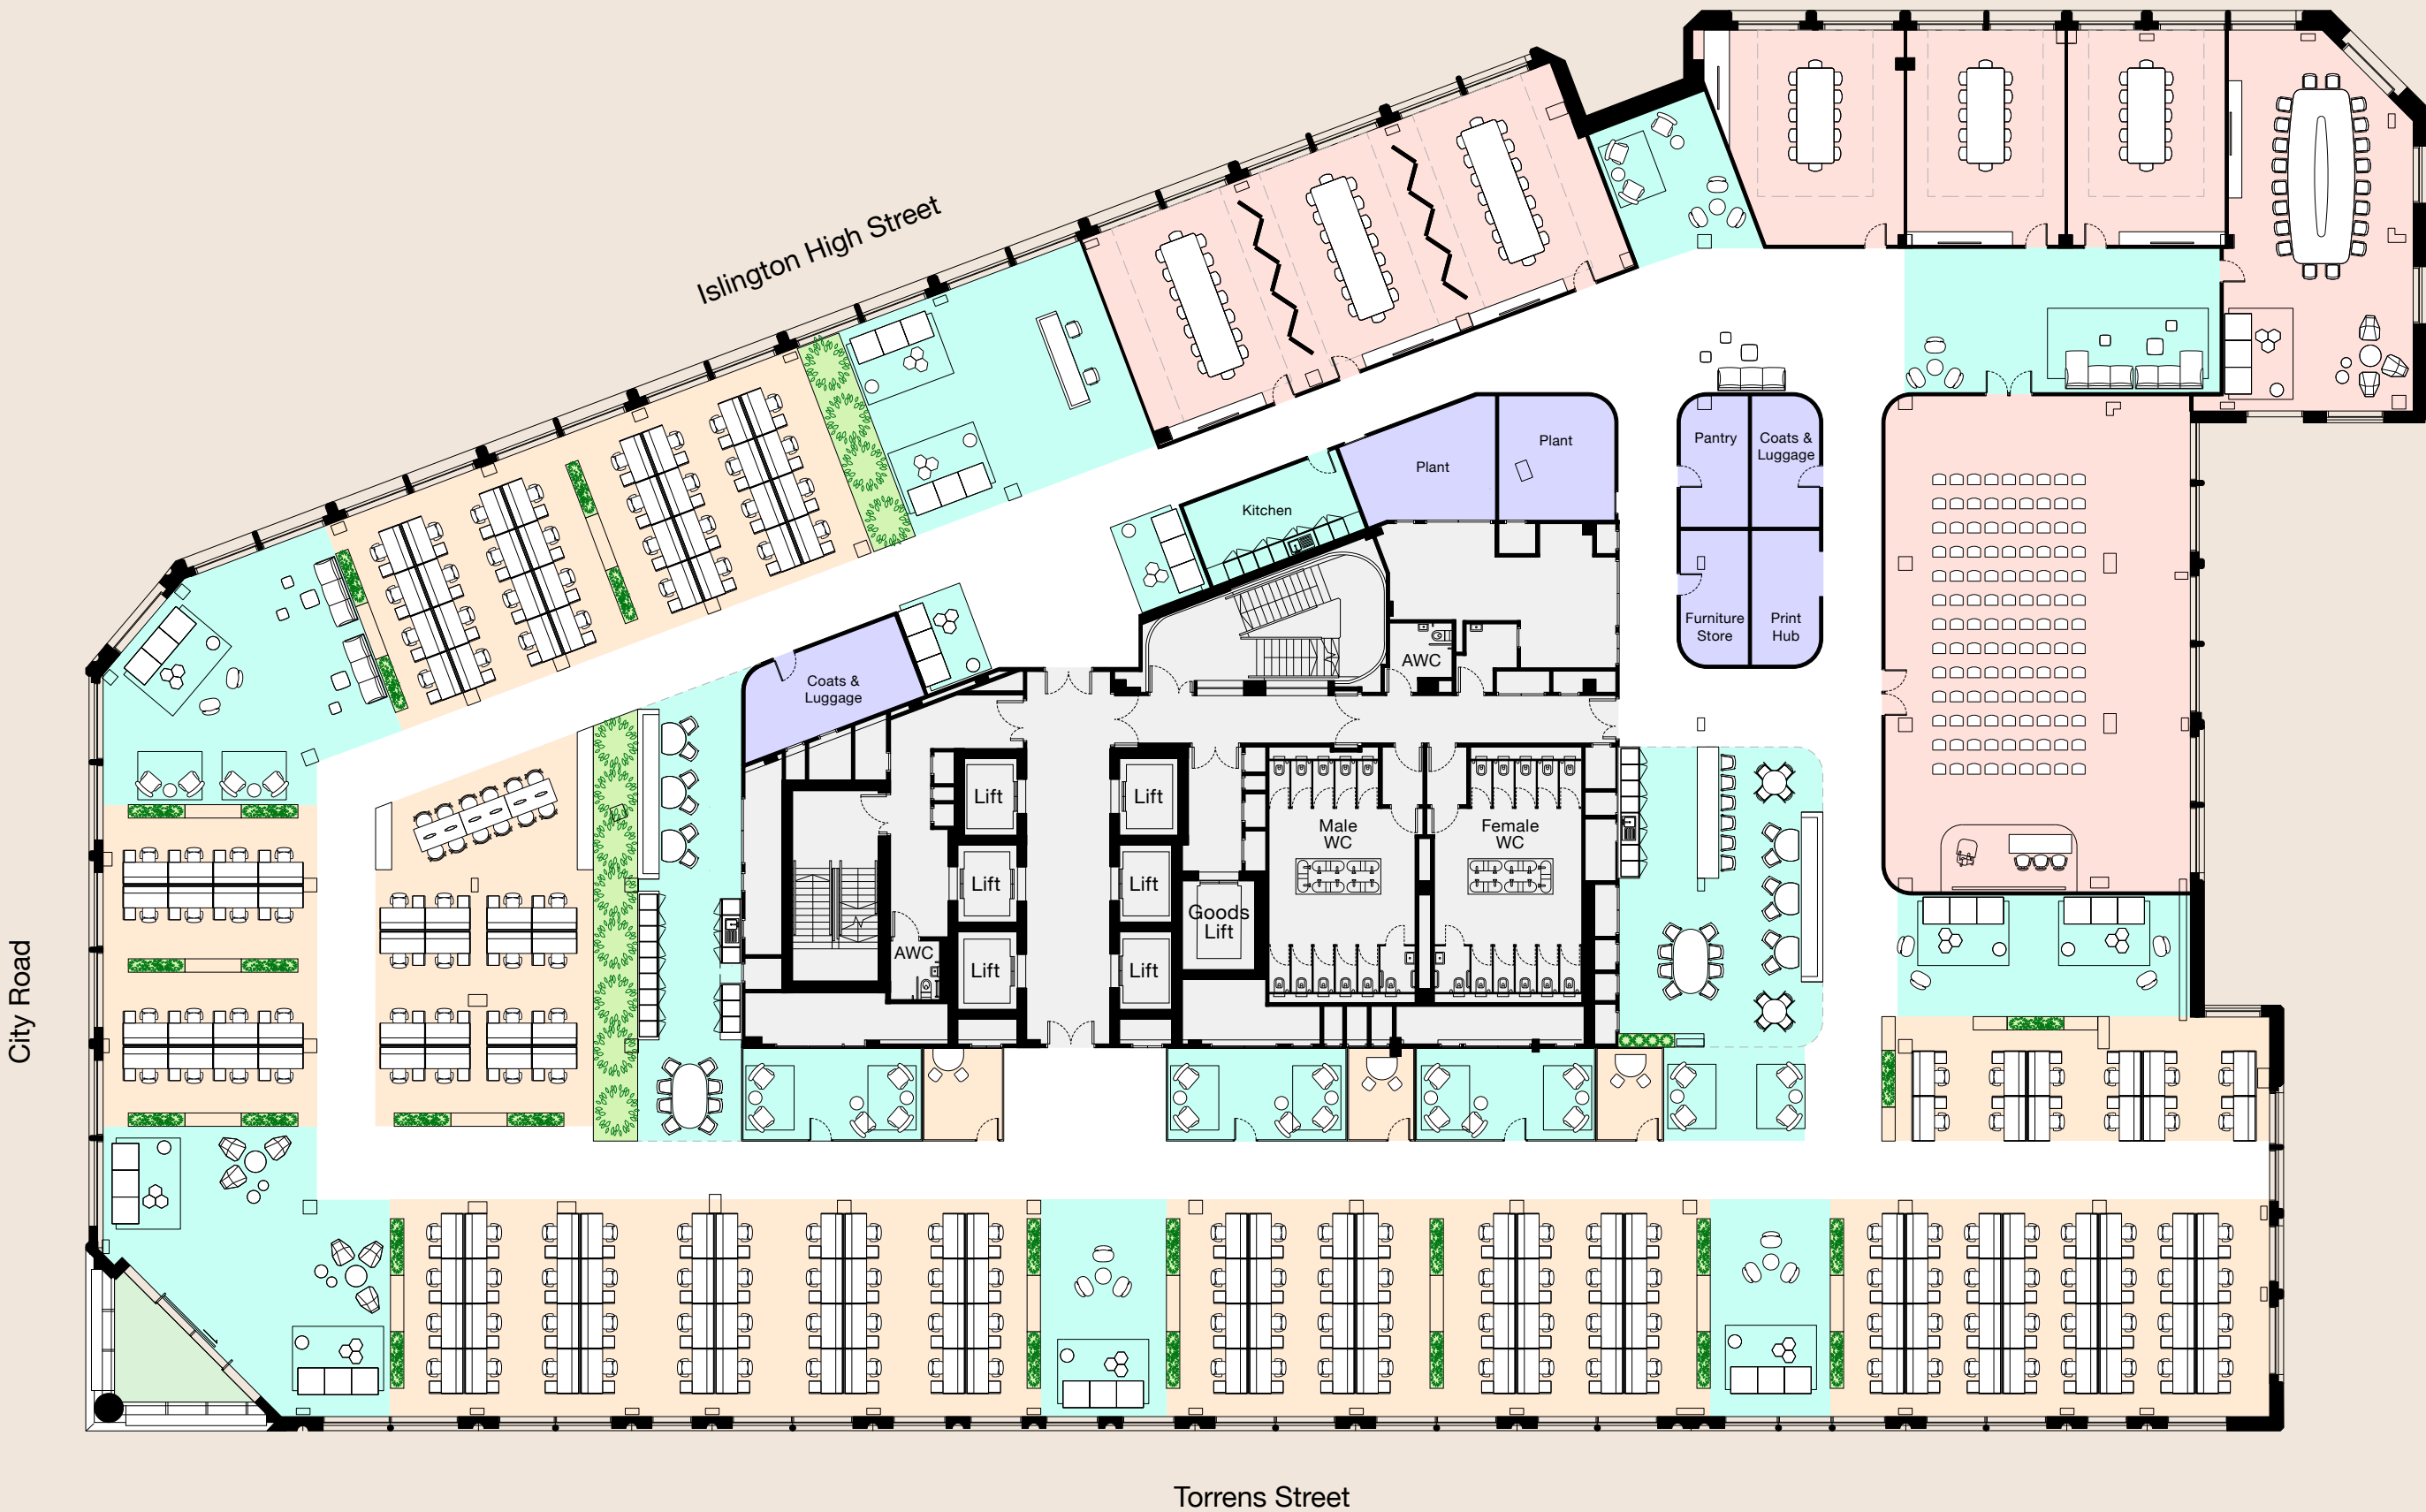 Islington High Street
Plant
Plant
Pantry
Coats &
Luggage
Kitchen
Furniture
Store
Print
Hub
AWC
Coats &
Luggage
Lift
Lift
Male
WC
Female
WC
Lift
Lift
Goods
Lift
AWC
Lift
Lift
City Road
Torrens Street